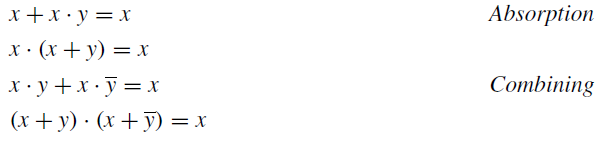 x + x · y = x Absorption
x · (x + y) = x
x · y + x · y̅ = x Combining
(x + y) · (x + y̅) = x